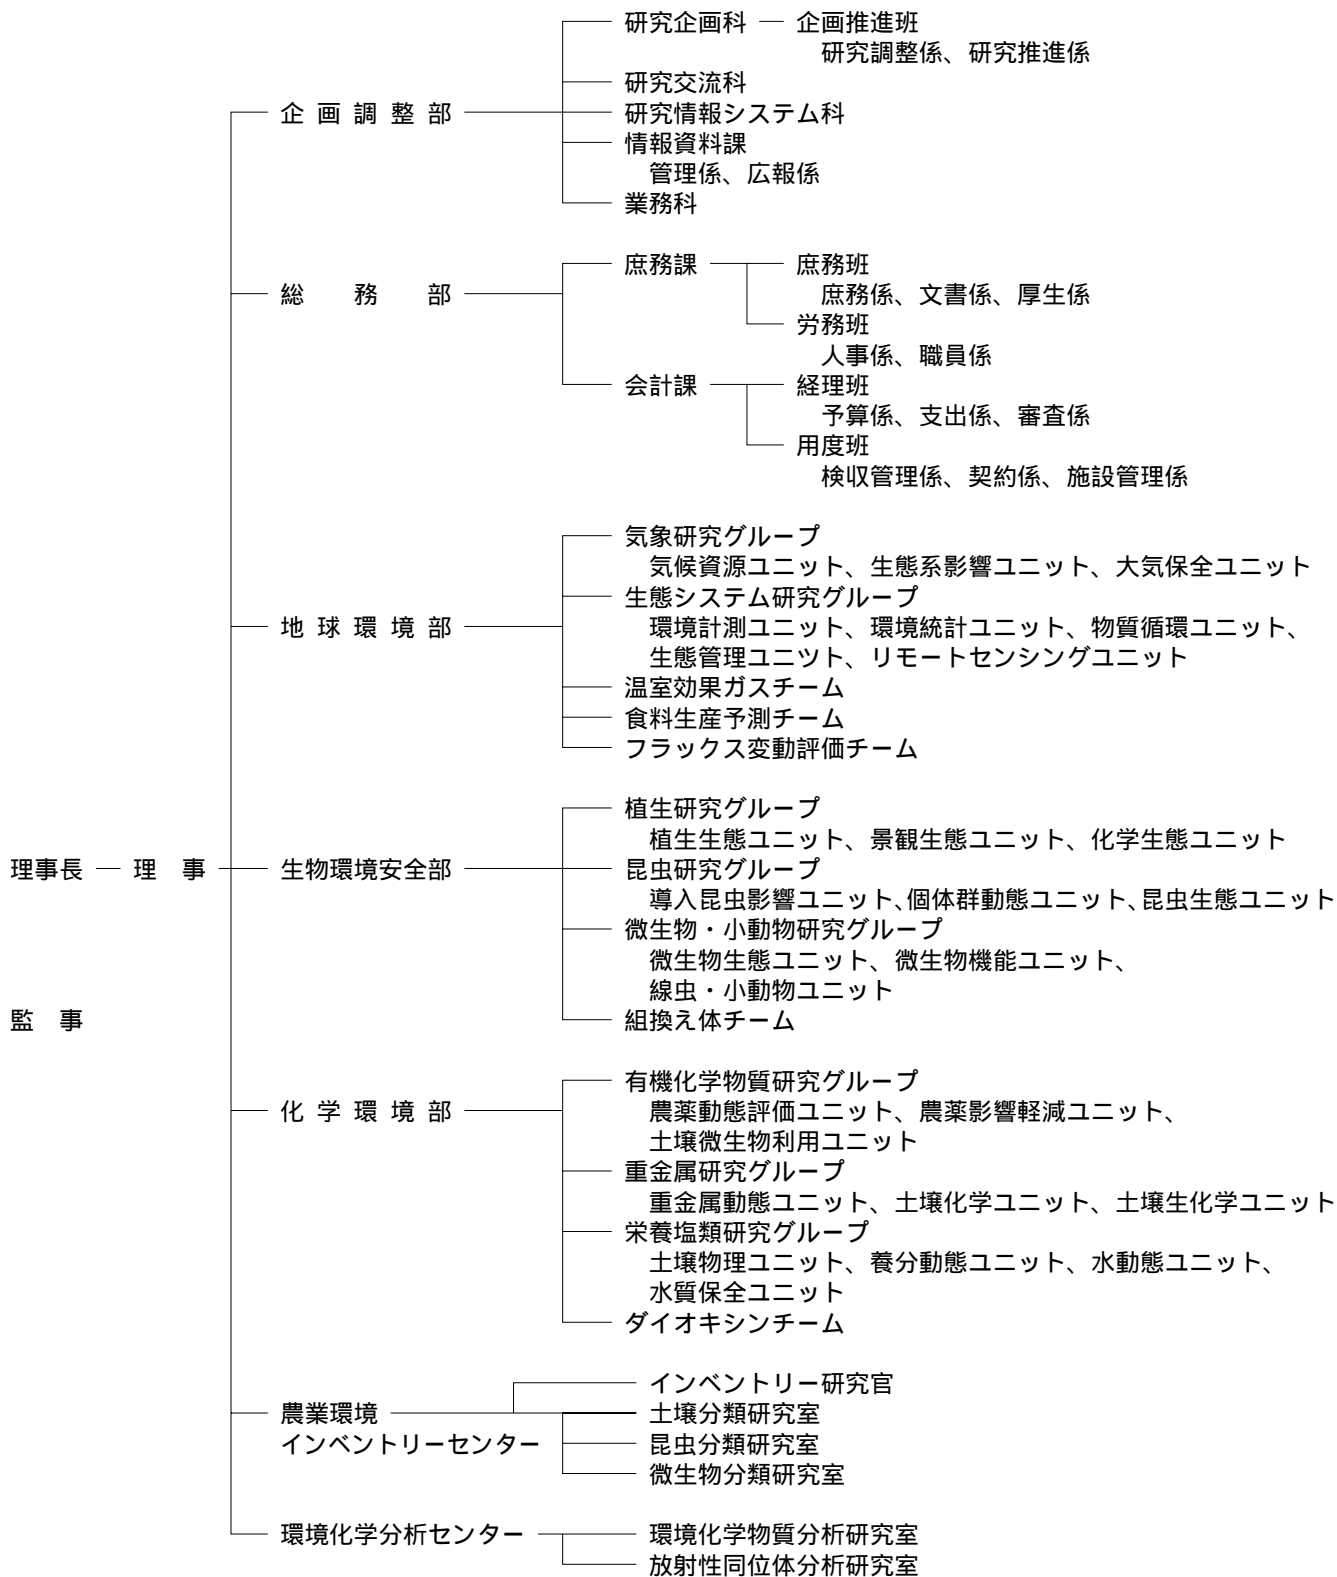 研究企画科 企画推進班
研究調整係、研究推進係
研究交流科
企画調整部 研究情報システム科
情報資料課
管理係、広報係
業務科
庶務課 庶務班
総務部 庶務係、文書係、厚生係
労務班
人事係、職員係
会計課 経理班
予算係、支出係、審査係
用度班
検収管理係、契約係、施設管理係
気象研究グループ
気候資源ユニット、生態系影響ユニット、大気保全ユニット
生態システム研究グループ
地球環境部 環境計測ユニット、環境統計ユニット、物質循環ユニット、
生態管理ユニツト、リモートセンシングユニット
温室効果ガスチーム
食料生産予測チーム
フラックス変動評価チーム
植生研究グループ
植生生態ユニット、景観生態ユニット、化学生態ユニット
理事長 理事 生物環境安全部 昆虫研究グループ
導入昆虫影響ユニット、個体群動態ユニット、昆虫生態ユニット
微生物・小動物研究グループ
微生物生態ユニット、微生物機能ユニット、
線虫・小動物ユニット
監事 組換え体チーム
有機化学物質研究グループ
化学環境部 農薬動態評価ユニット、農薬影響軽減ユニット、
土壌微生物利用ユニット
重金属研究グループ
重金属動態ユニット、土壌化学ユニット、土壌生化学ユニット
栄養塩類研究グループ
土壌物理ユニット、養分動態ユニット、水動態ユニット、
水質保全ユニット
ダイオキシンチーム
インベントリー研究官
農業環境 土壌分類研究室
インベントリーセンター 昆虫分類研究室
微生物分類研究室
環境化学分析センター 環境化学物質分析研究室
放射性同位体分析研究室